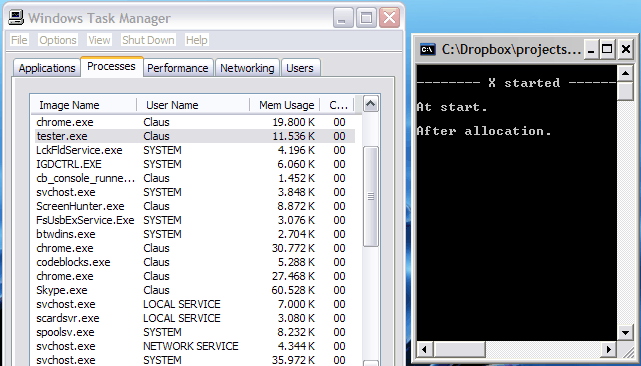 Windows Task Manager
File Options View Shut Down Help
Applications Processes Performance Networking Users
Image Name User Name Mem Usage C...
chrome.exe Claus 19.800 K 00
tester.exe Claus 11.536 K 00
LckFldService.exe SYSTEM 4.196 K 00
IGDCTRL.EXE SYSTEM 6.060 K 00
cb_console_runne... Claus 1.452 K 00
svchost.exe SYSTEM 3.848 K 00
ScreenHunter.exe Claus 8.872 K 00
FsUsbExService.Exe SYSTEM 3.076 K 00
btwdins.exe SYSTEM 2.704 K 00
chrome.exe Claus 30.772 K 00
codeblocks.exe Claus 5.288 K 00
chrome.exe Claus 27.468 K 00
Skype.exe Claus 60.528 K 00
svchost.exe LOCAL SERVICE 7.000 K 00
scardsvr.exe LOCAL SERVICE 3.080 K 00
spoolsv.exe SYSTEM 8.232 K 00
svchost.exe NETWORK SERVICE 4.344 K 00
svchost.exe SYSTEM 35.972 K 00
C:\Dropbox\projects...
-------- X started ------
At start.
After allocation.